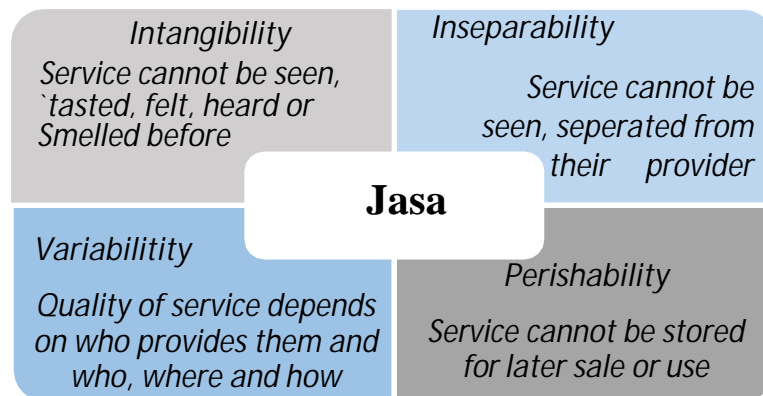 Intangibility
Service cannot be seen,
`tasted, felt, heard or
Smelled before
Inseparability
Service cannot be
seen, seperated from
their provider
Jasa
Variabilitity
Quality of service depends
on who provides them and
who, where and how
Perishability
Service cannot be stored
for later sale or use